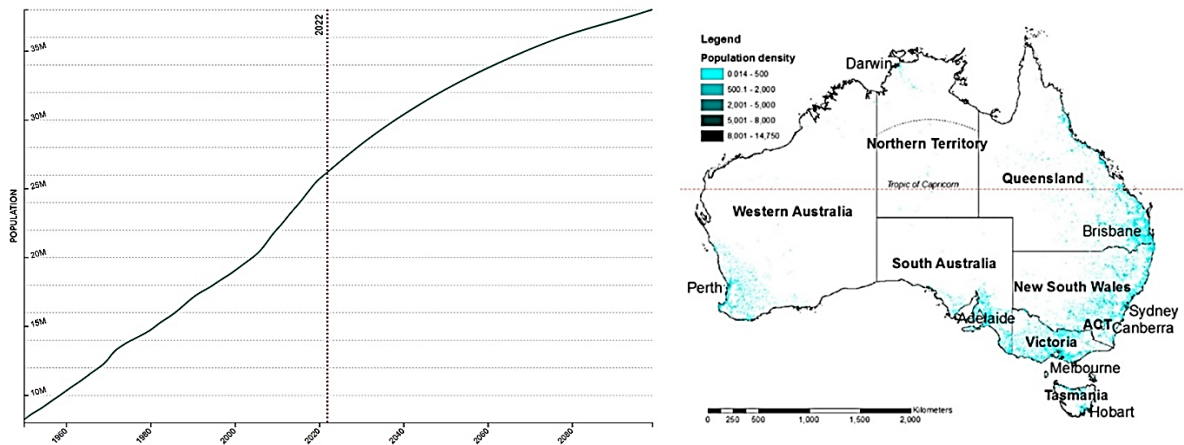 2022
35M
30M
25M
20M
15M
10M
POPULATION
1960
1980
2000
2020
2040
2060
2080
Legend
Population density
0.014 - 500
500.1 - 2,000
2,001 - 5,000
5,001 - 8,000
8,001 - 14,750
Darwin
Northern Territory
Tropic of Capricorn
Queensland
Western Australia
Brisbane
South Australia
New South Wales
Perth
Sydney
Adelaide
ACT
Canberra
Victoria
Melbourne
Tasmania
Hobart
Kilometers
0 250 500 1,000 1,500 2,000